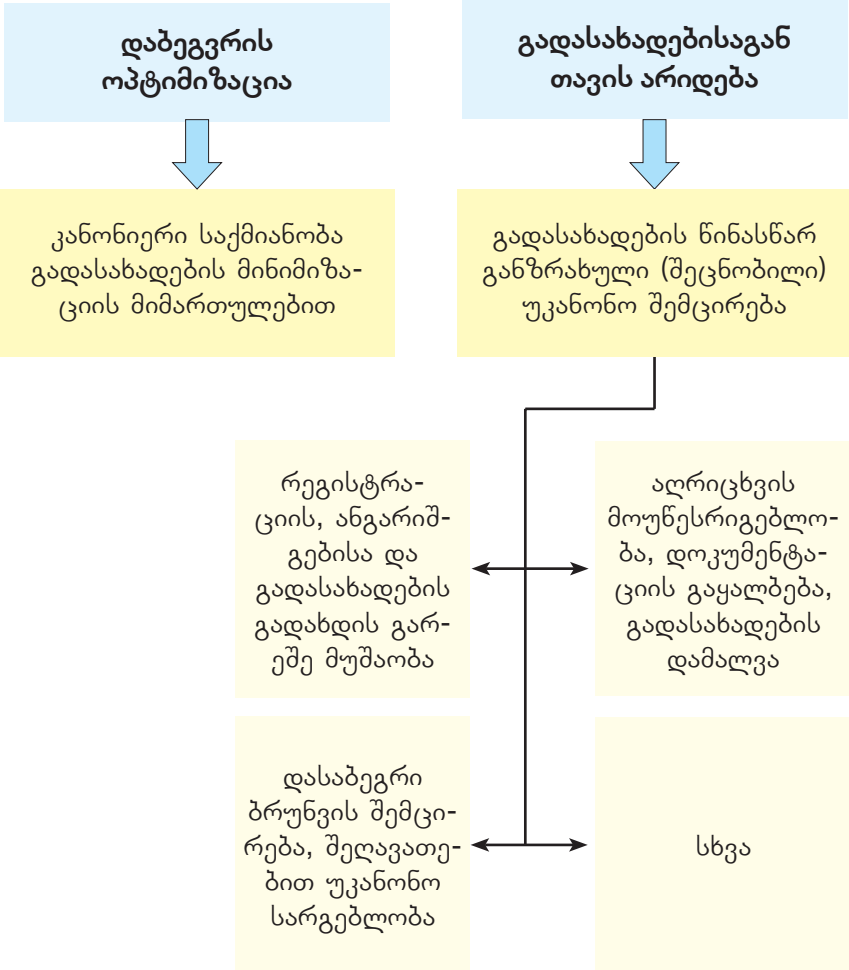 დაბეგვრის
ოპტიმიზაცია
გადასახადებისაგან
თავის არიდება
კანონიერი საქმიანობა
გადასახადების მინიმიზა-
ციის მიმართულებით
გადასახადების წინასწარ
განზრახული (შეცნობილი)
უკანონო შემცირება
რეგისტრა-
ციის, ანგარიშ-
გებისა და
გადასახადების
გადახდის გარ-
ეშე მუშაობა
აღრიცხვის
მოუწესრიგებლო-
ბა, დოკუმენტა-
ციის გაყალბება,
გადასახადების
დამალვა
დასაბეგრი
ბრუნვის შემცი-
რება, შეღავათე-
ბით უკანონო
სარგებლობა
სხვა